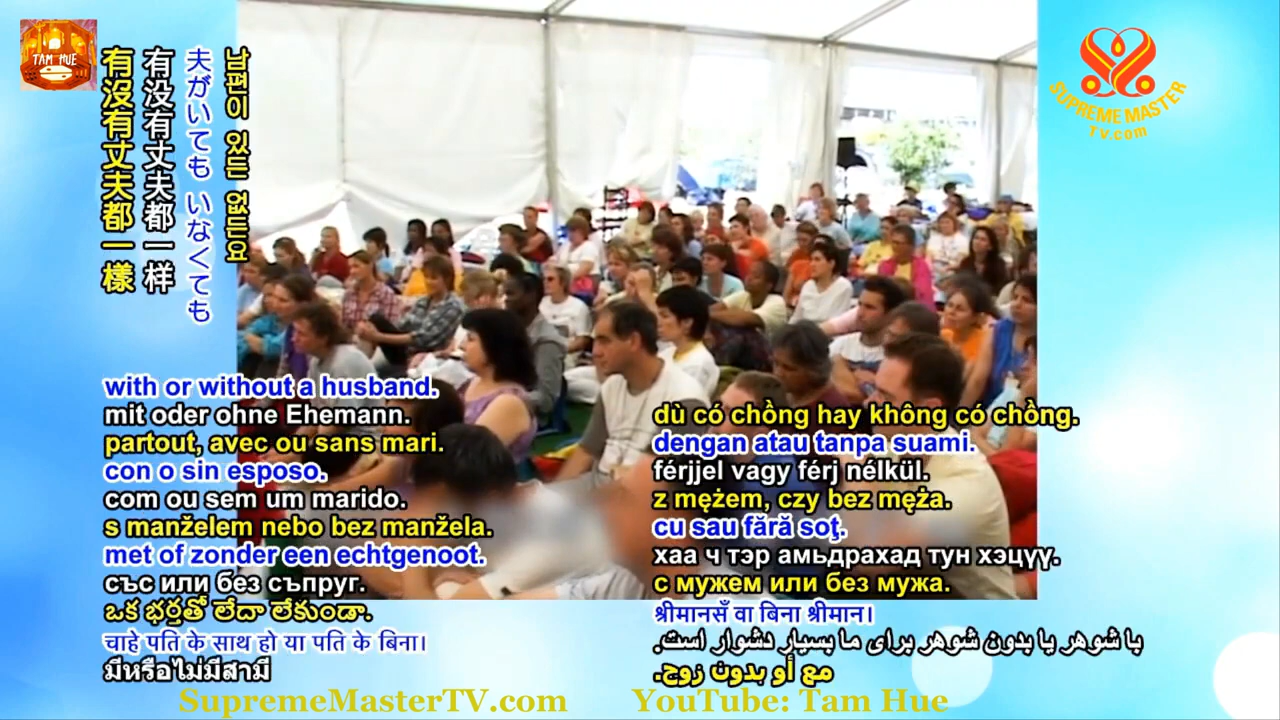 TAM HUE
SUPREME MASTER
TV.com
有沒有丈夫都一樣
有没有丈夫都一样
夫がいても いなくても
남편이 있든 없든요
with or without a husband.
mit oder ohne Ehemann.
partout, avec ou sans mari.
con o sin esposo.
com ou sem um marido.
s manželem nebo bez manžela.
met of zonder een echtgenoot.
със или без съпруг.
ఒక భర్తతో లేదా లేకుండా.
चाहे पति के साथ हो या पति के बिना।
มีหรือไม่มีสามี
dù có chồng hay không có chồng.
dengan atau tanpa suami.
férjjel vagy férj nélkül.
z mężem, czy bez męża.
cu sau fără soţ.
хаа ч тэр амьдрахад тун хэцүү.
с мужем или без мужа.
श्रीमानसँ वा बिना श्रीमान।
با شوهر یا بدون شوهر برای ما بسیار دشوار است.
مع أو بدون زوج.
SupremeMasterTV.com
YouTube: Tam Hue